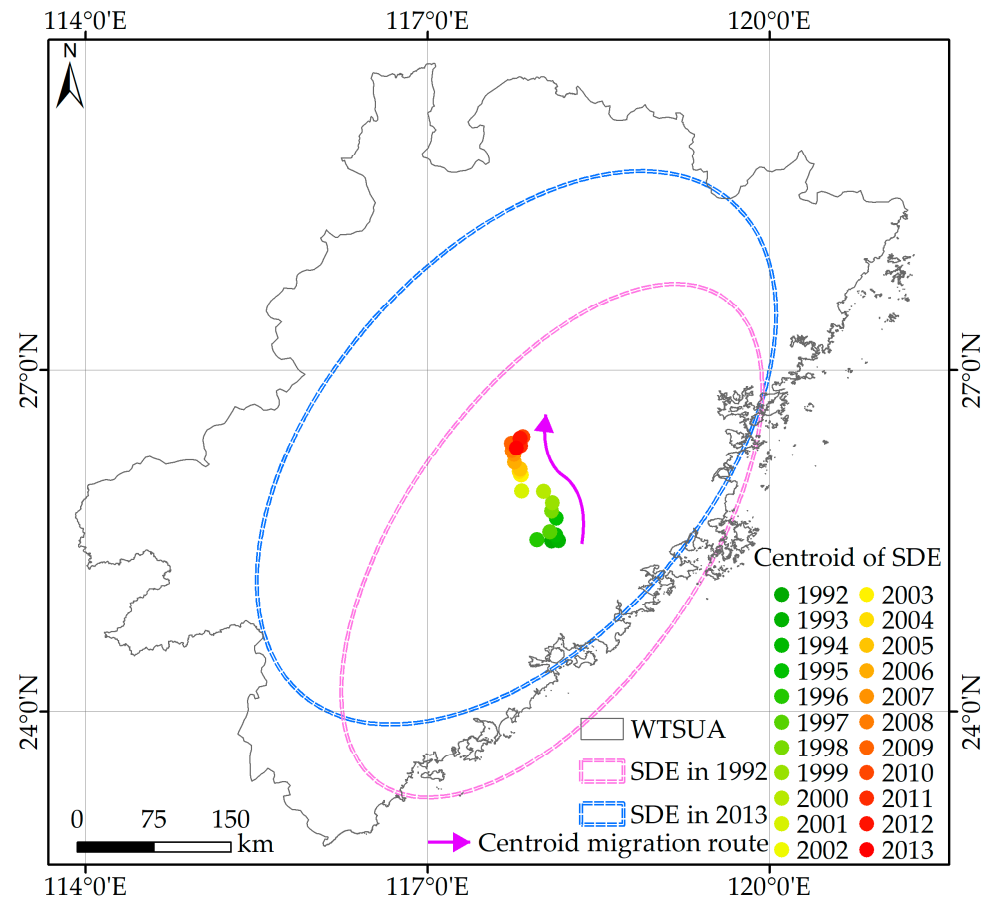 114°0'E 117°0'E 120°0'E
N
27°0'N 27°0'N
Centroid of SDE
1992 2003
1993 2004
1994 2005
1995 2006
1996 2007
24°0'N 24°0'N
WTSUA 1997 2008
1998 2009
SDE in 1992 1999 2010
2000 2011
SDE in 2013 2001 2012
0 75 150
km
Centroid migration route 2002 2013
114°0'E 117°0'E 120°0'E